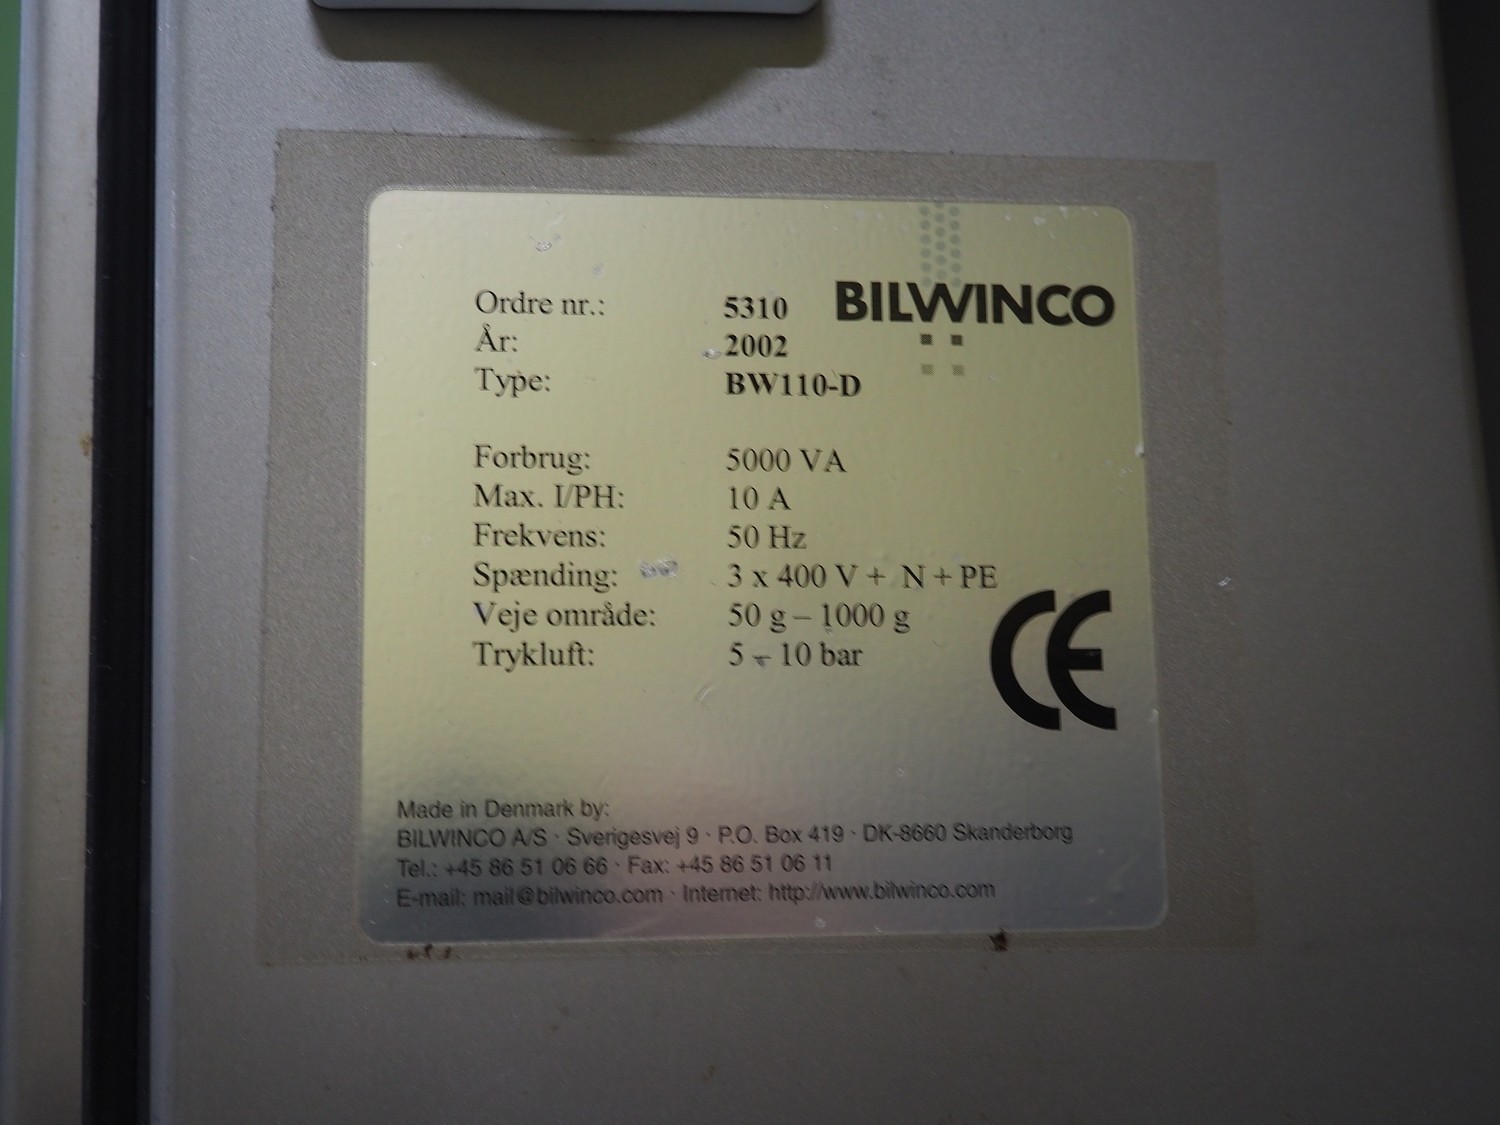 BILWINCO
Ordre nr.: 5310
År: 2002
Type: BW110-D
Forbrug: 5000 VA
Max. I/PH: 10 A
Frekvens: 50 Hz
Spænding: 3 x 400 V + N + PE
Veje område: 50 g – 1000 g
Trykluft: 5 – 10 bar
CE
Made in Denmark by:
BILWINCO A/S · Sverigesvej 9 · P.O. Box 419 · DK-8660 Skanderborg
Tel.: +45 86 51 06 66 · Fax: +45 86 51 06 11
E-mail: mail@bilwinco.com · Internet: http://www.bilwinco.com